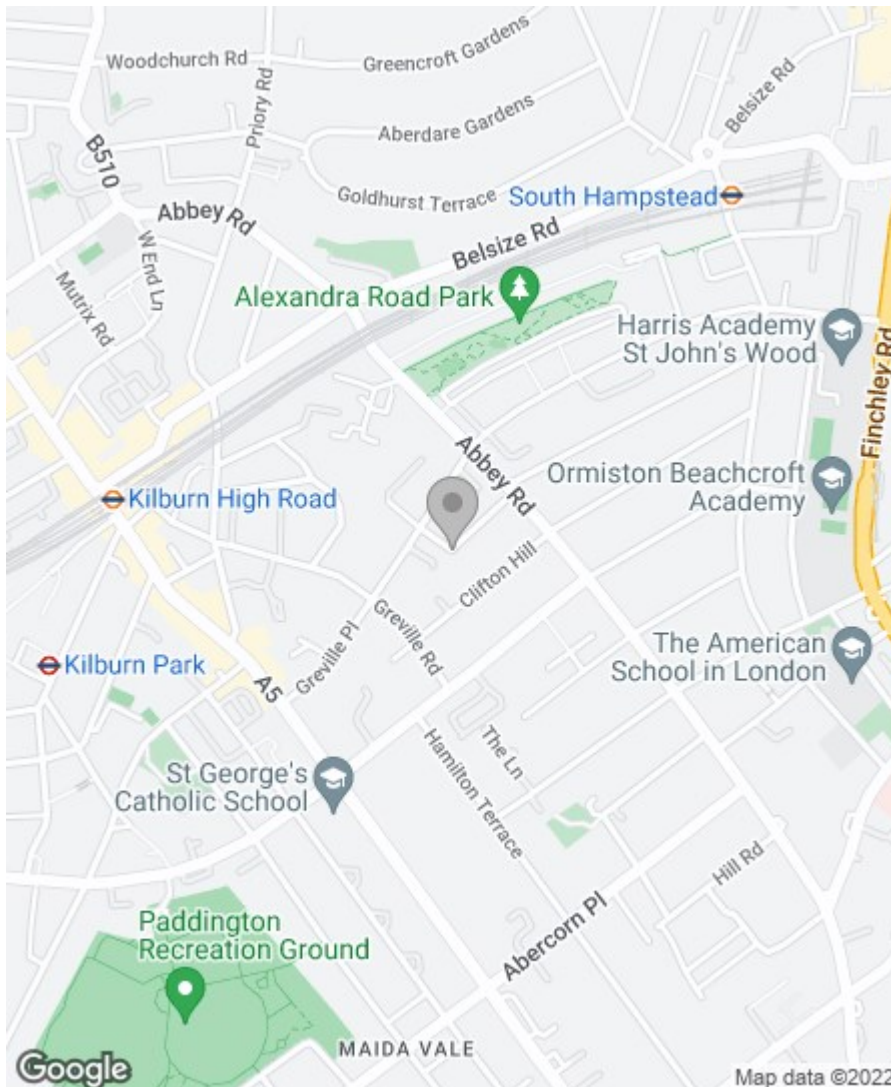 Woodchurch Rd
Greencroft Gardens
Priory Rd
Belsize Rd
Aberdare Gardens
B510
Goldhurst Terrace
South Hampstead
Abbey Rd
Belsize Rd
W End Ln
Mutrix Rd
Alexandra Road Park
Harris Academy
St John's Wood
Finchley Rd
Abbey Rd
Ormiston Beachcroft
Academy
Kilburn High Road
Clifton Hill
Greville Pl
Greville Rd
The American
School in London
Kilburn Park
A5
Hamilton Terrace
The Ln
St George's
Catholic School
Hill Rd
Abercorn Pl
Paddington
Recreation Ground
MAIDA VALE
Google
Map data ©2022